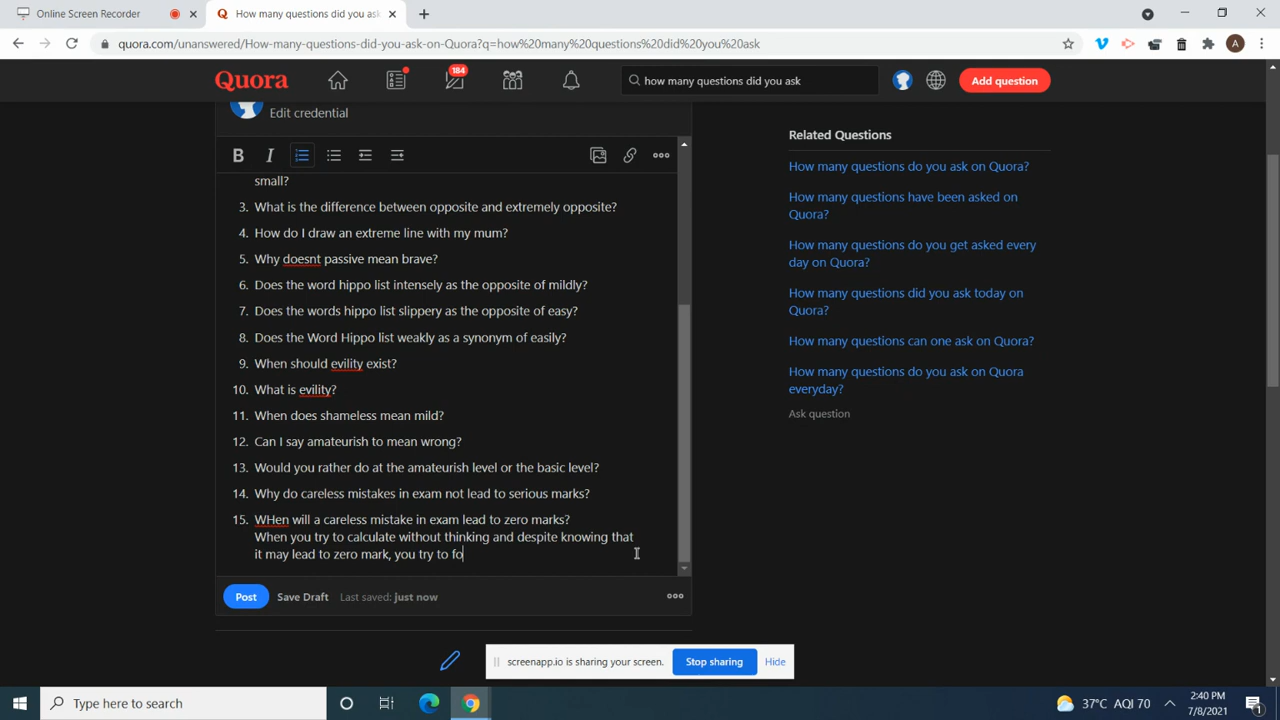 Online Screen Recorder
How many questions did you ask
quora.com/unanswered/How-many-questions-did-you-ask-on-Quora?q=how%20many%20questions%20did%20you%20ask
A
Quora
184
how many questions did you ask
Add question
Edit credential
B I
small?
3. What is the difference between opposite and extremely opposite?
4. How do I draw an extreme line with my mum?
5. Why doesnt passive mean brave?
6. Does the word hippo list intensely as the opposite of mildly?
7. Does the words hippo list slippery as the opposite of easy?
8. Does the Word Hippo list weakly as a synonym of easily?
9. When should evility exist?
10. What is evility?
11. When does shameless mean mild?
12. Can I say amateurish to mean wrong?
13. Would you rather do at the amateurish level or the basic level?
14. Why do careless mistakes in exam not lead to serious marks?
15. WHen will a careless mistake in exam lead to zero marks?
When you try to calculate without thinking and despite knowing that
it may lead to zero mark, you try to fo
Post
Save Draft
Last saved: just now
Related Questions
How many questions do you ask on Quora?
How many questions have been asked on
Quora?
How many questions do you get asked every
day on Quora?
How many questions did you ask today on
Quora?
How many questions can one ask on Quora?
How many questions do you ask on Quora
everyday?
Ask question
screenapp.io is sharing your screen.
Stop sharing
Hide
Type here to search
37°C AQI 70
2:40 PM
7/8/2021
1